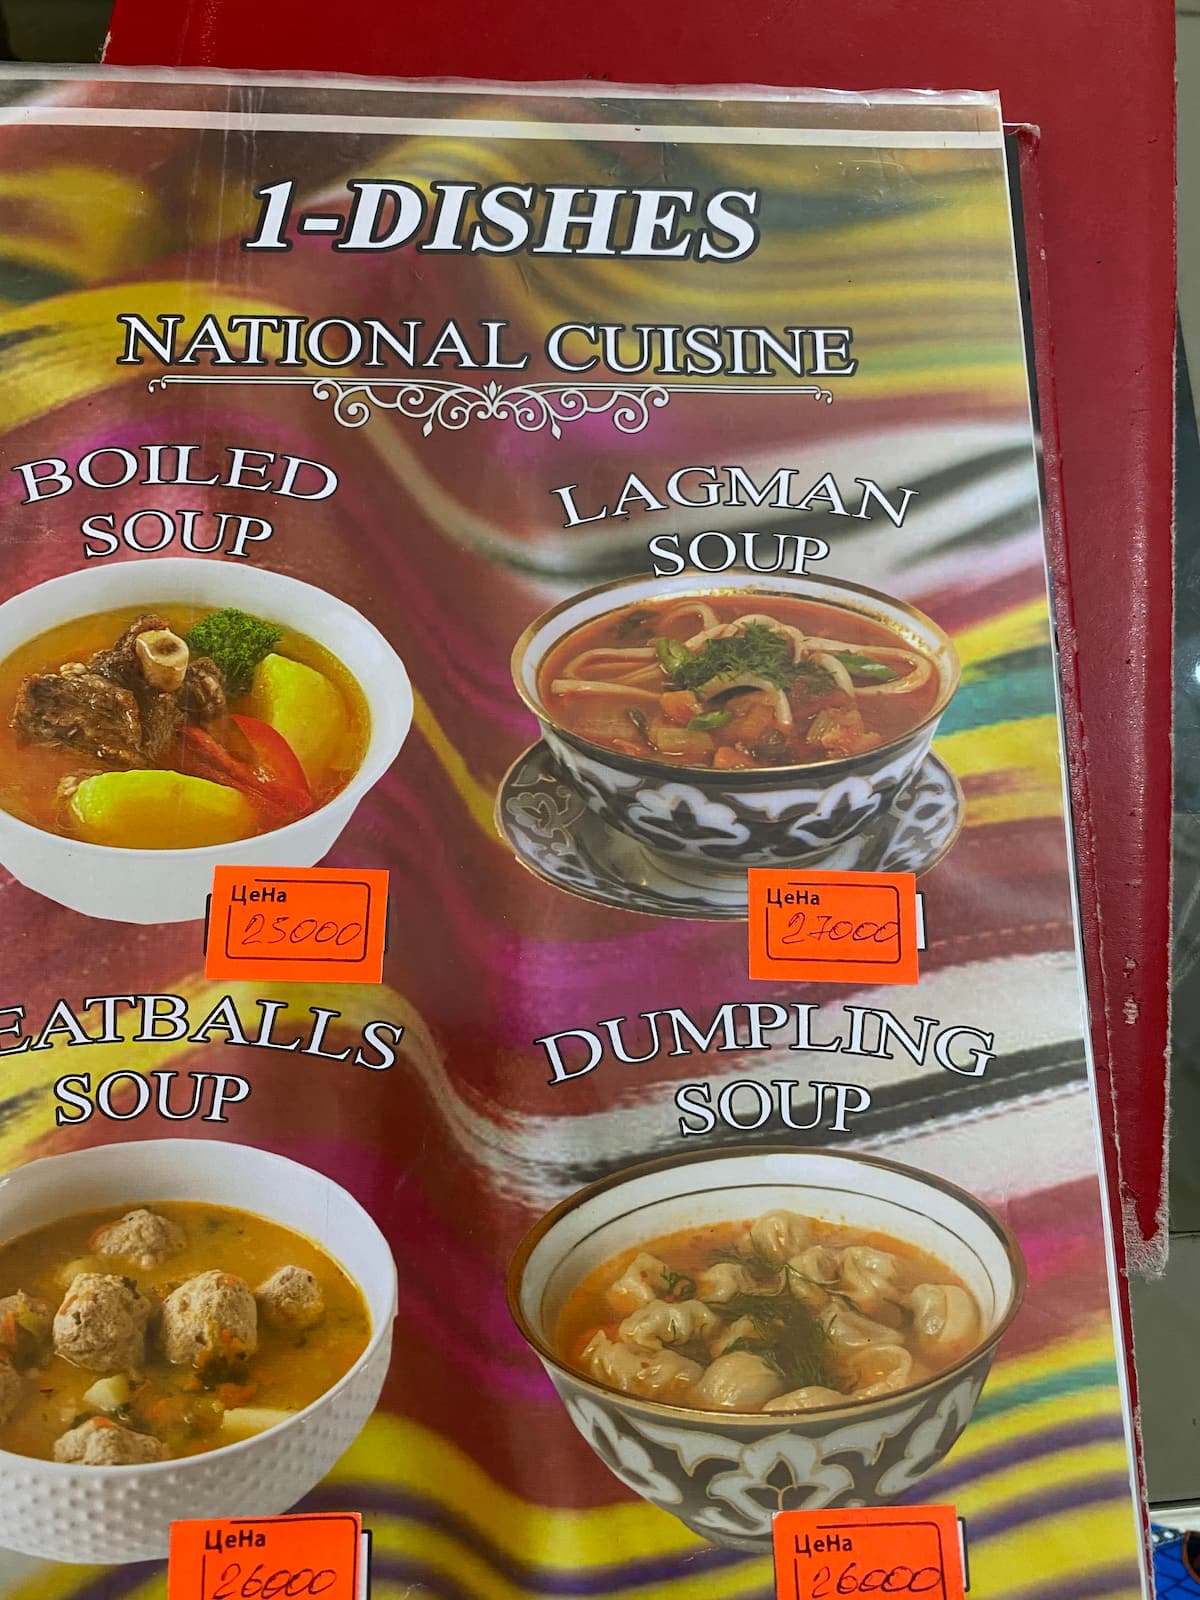 1-DISHES
NATIONAL CUISINE
BOILED
SOUP
LAGMAN
SOUP
Цена
25000
Цена
27000
EATBALLS
SOUP
DUMPLING
SOUP
Цена
26000
Цена
26000